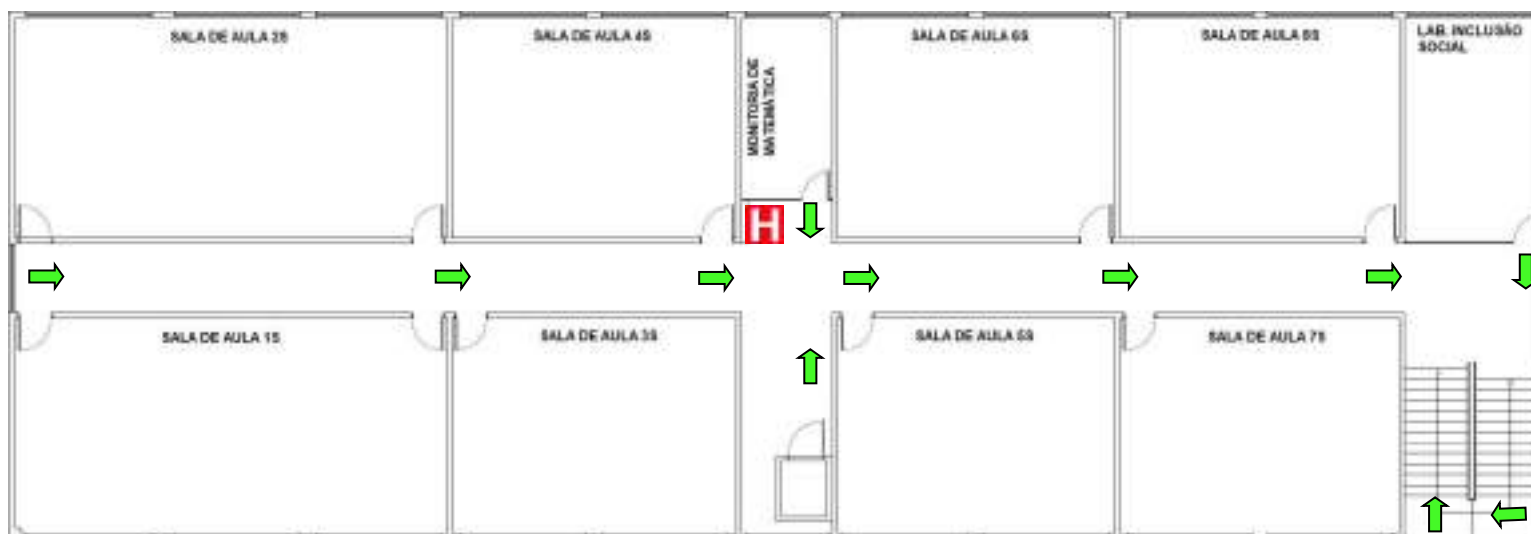 SALA DE AULA 2S
SALA DE AULA 4S
MONITORIA DE
MATEMÁTICA
SALA DE AULA 6S
SALA DE AULA 8S
LAB. INCLUSÃO
SOCIAL
H
SALA DE AULA 1S
SALA DE AULA 3S
SALA DE AULA 5S
SALA DE AULA 7S